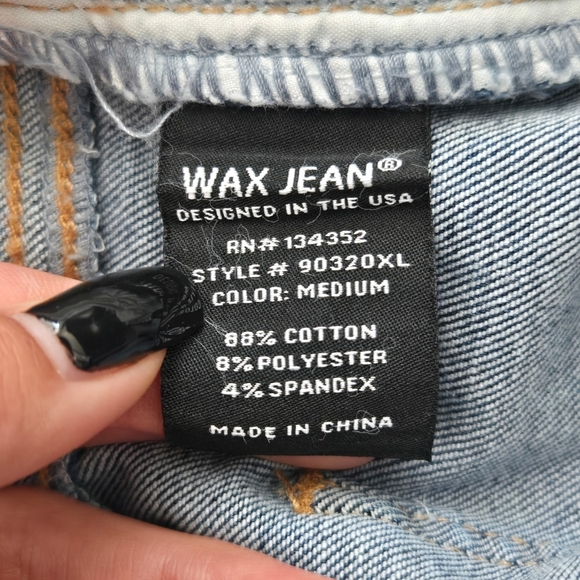 WAX JEAN®
DESIGNED IN THE USA
RN# 134352
STYLE # 90320XL
COLOR: MEDIUM
88% COTTON
8% POLYESTER
4% SPANDEX
MADE IN CHINA